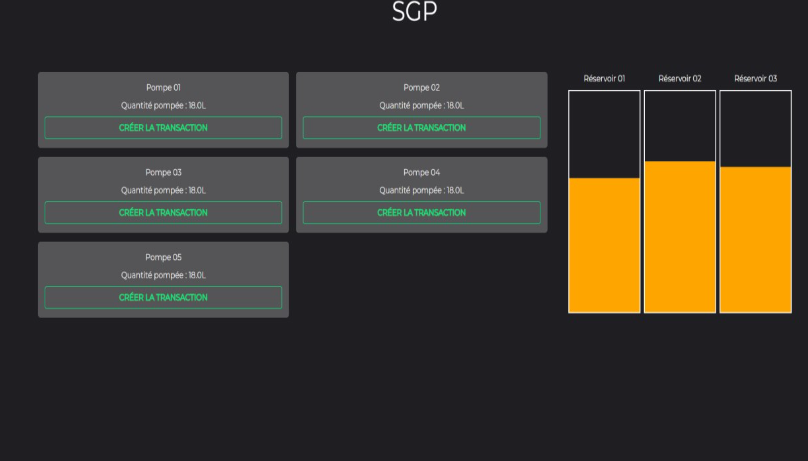 SGP
Pompe 01
Quantité pompée : 18.0L
CRÉER LA TRANSACTION
Pompe 02
Quantité pompée : 18.0L
CRÉER LA TRANSACTION
Pompe 03
Quantité pompée : 18.0L
CRÉER LA TRANSACTION
Pompe 04
Quantité pompée : 18.0L
CRÉER LA TRANSACTION
Pompe 05
Quantité pompée : 18.0L
CRÉER LA TRANSACTION
Réservoir 01
Réservoir 02
Réservoir 03